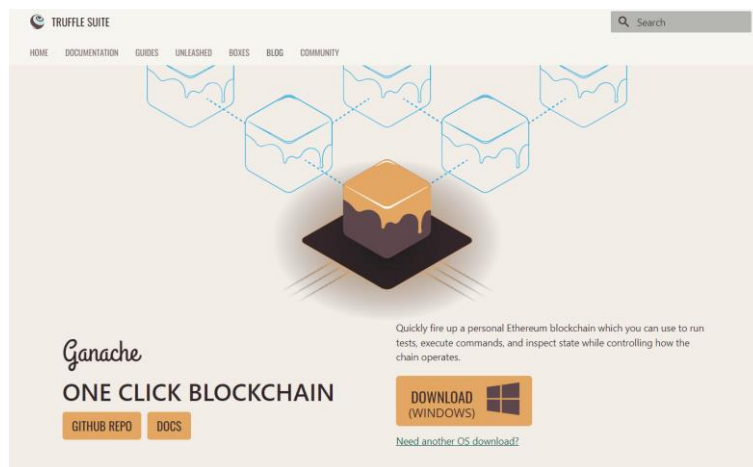 TRUFFLE SUITE
Search
HOME DOCUMENTATION GUIDES UNLEASHED BOXES BLOG COMMUNITY
Ganache
ONE CLICK BLOCKCHAIN
GITHUB REPO DOCS
Quickly fire up a personal Ethereum blockchain which you can use to run
tests, execute commands, and inspect state while controlling how the
chain operates.
DOWNLOAD
(WINDOWS)
Need another OS download?